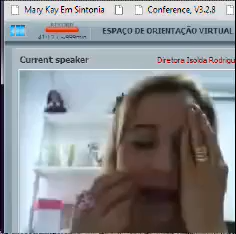 Mary Kay Em Sintonia Conference, V3.2.8
ESPAÇO DE ORIENTAÇÃO VIRTUAL
Current speaker Diretora Isolda Rodrigu